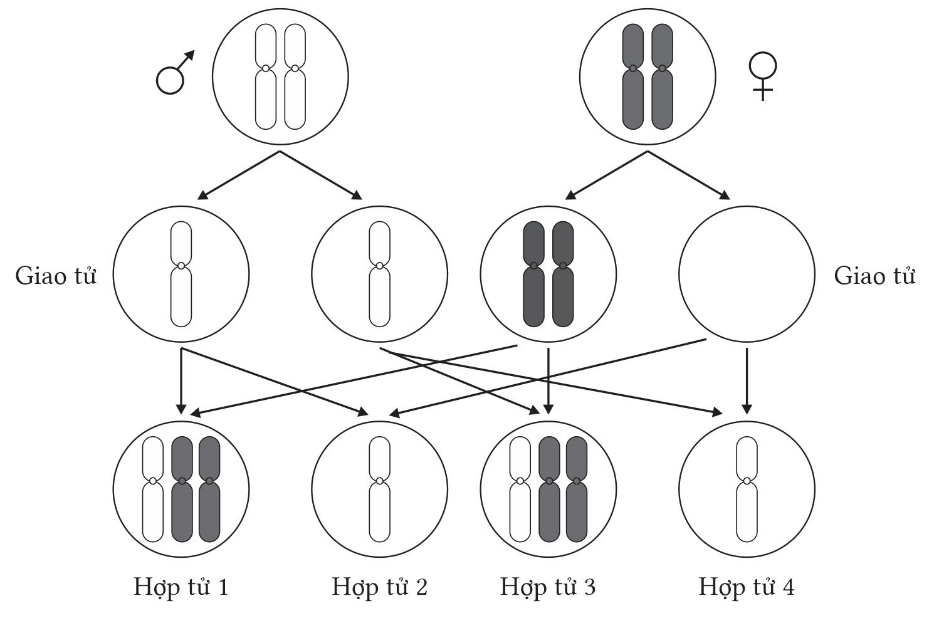 Giao tử
Giao tử
Hợp tử 1
Hợp tử 2
Hợp tử 3
Hợp tử 4